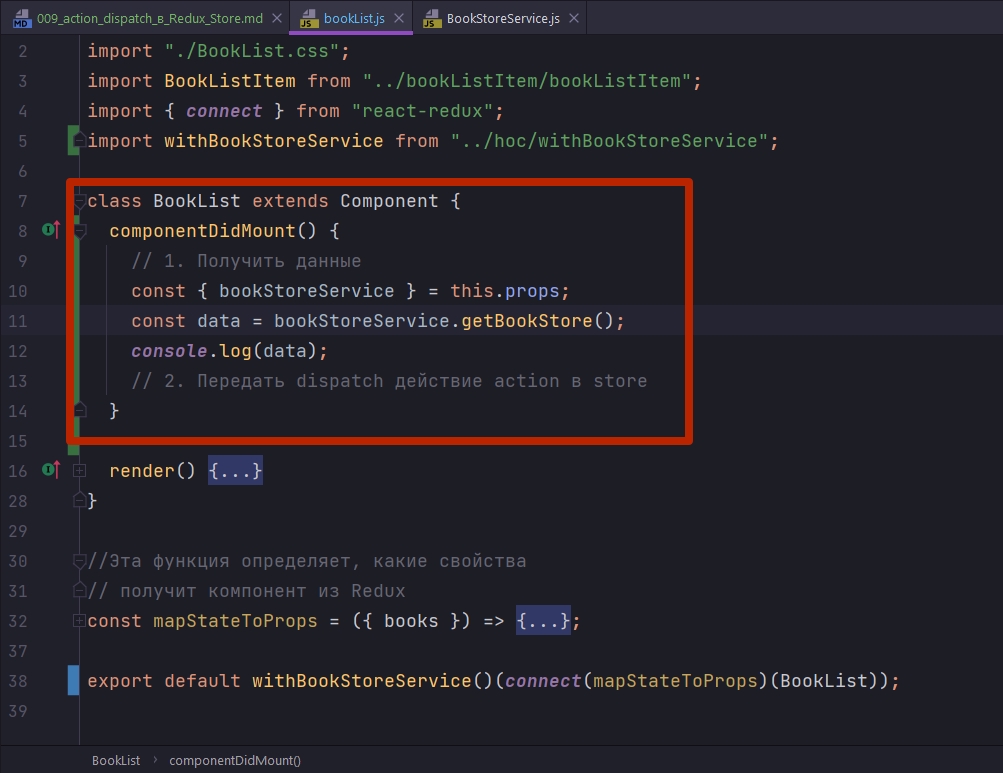 009_action_dispatch_в_Redux_Store.md bookList.js BookStoreService.js
2 import "./BookList.css";
3 import BookListItem from "../bookListItem/bookListItem";
4 import { connect } from "react-redux";
5 import withBookStoreService from "../hoc/withBookStoreService";
6
7 class BookList extends Component {
8 componentDidMount() {
9 // 1. Получить данные
10 const { bookStoreService } = this.props;
11 const data = bookStoreService.getBookStore();
12 console.log(data);
13 // 2. Передать dispatch действие action в store
14 }
15
16 render() {...}
28 }
29
30 //Эта функция определяет, какие свойства
31 // получит компонент из Redux
32 const mapStateToProps = ({ books }) => {...};
37
38 export default withBookStoreService()(connect(mapStateToProps)(BookList));
39
BookList › componentDidMount()